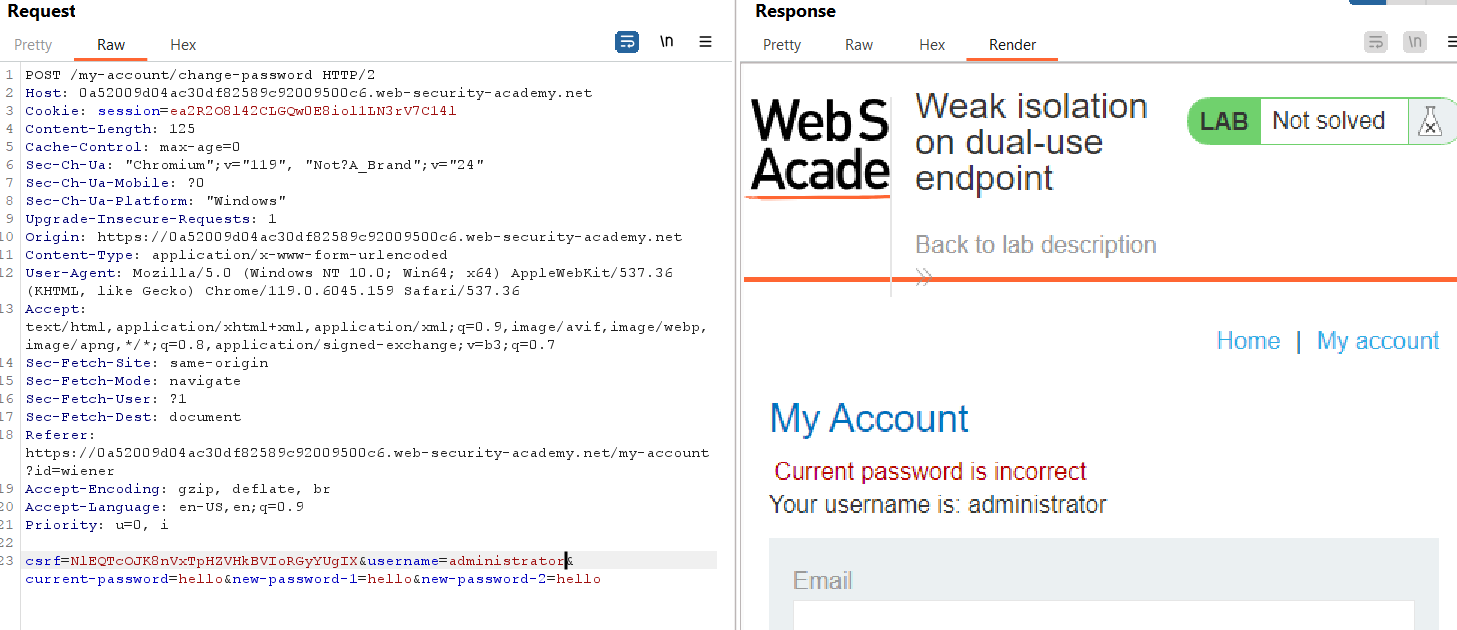 Request
Pretty Raw Hex
\n
1 POST /my-account/change-password HTTP/2
2 Host: 0a52009d04ac30df82589c92009500c6.web-security-academy.net
3 Cookie: session=ea2R2O8l42CLGQw0E8iol1LN3rV7C14l
4 Content-Length: 125
5 Cache-Control: max-age=0
6 Sec-Ch-Ua: "Chromium";v="119", "Not?A_Brand";v="24"
7 Sec-Ch-Ua-Mobile: ?0
8 Sec-Ch-Ua-Platform: "Windows"
9 Upgrade-Insecure-Requests: 1
10 Origin: https://0a52009d04ac30df82589c92009500c6.web-security-academy.net
11 Content-Type: application/x-www-form-urlencoded
12 User-Agent: Mozilla/5.0 (Windows NT 10.0; Win64; x64) AppleWebKit/537.36
(KHTML, like Gecko) Chrome/119.0.6045.159 Safari/537.36
13 Accept:
text/html,application/xhtml+xml,application/xml;q=0.9,image/avif,image/webp,
image/apng,*/*;q=0.8,application/signed-exchange;v=b3;q=0.7
14 Sec-Fetch-Site: same-origin
15 Sec-Fetch-Mode: navigate
16 Sec-Fetch-User: ?1
17 Sec-Fetch-Dest: document
18 Referer:
https://0a52009d04ac30df82589c92009500c6.web-security-academy.net/my-account
?id=wiener
19 Accept-Encoding: gzip, deflate, br
20 Accept-Language: en-US,en;q=0.9
21 Priority: u=0, i
22
23 csrf=NlEQTcOJK8nVxTpHZVHkBVIoRGyYUgIX&username=administrator&
current-password=hello&new-password-1=hello&new-password-2=hello
Response
Pretty Raw Hex Render
\n
Web S
Acade
Weak isolation
on dual-use
endpoint
LAB Not solved
Back to lab description
Home | My account
My Account
Current password is incorrect
Your username is: administrator
Email